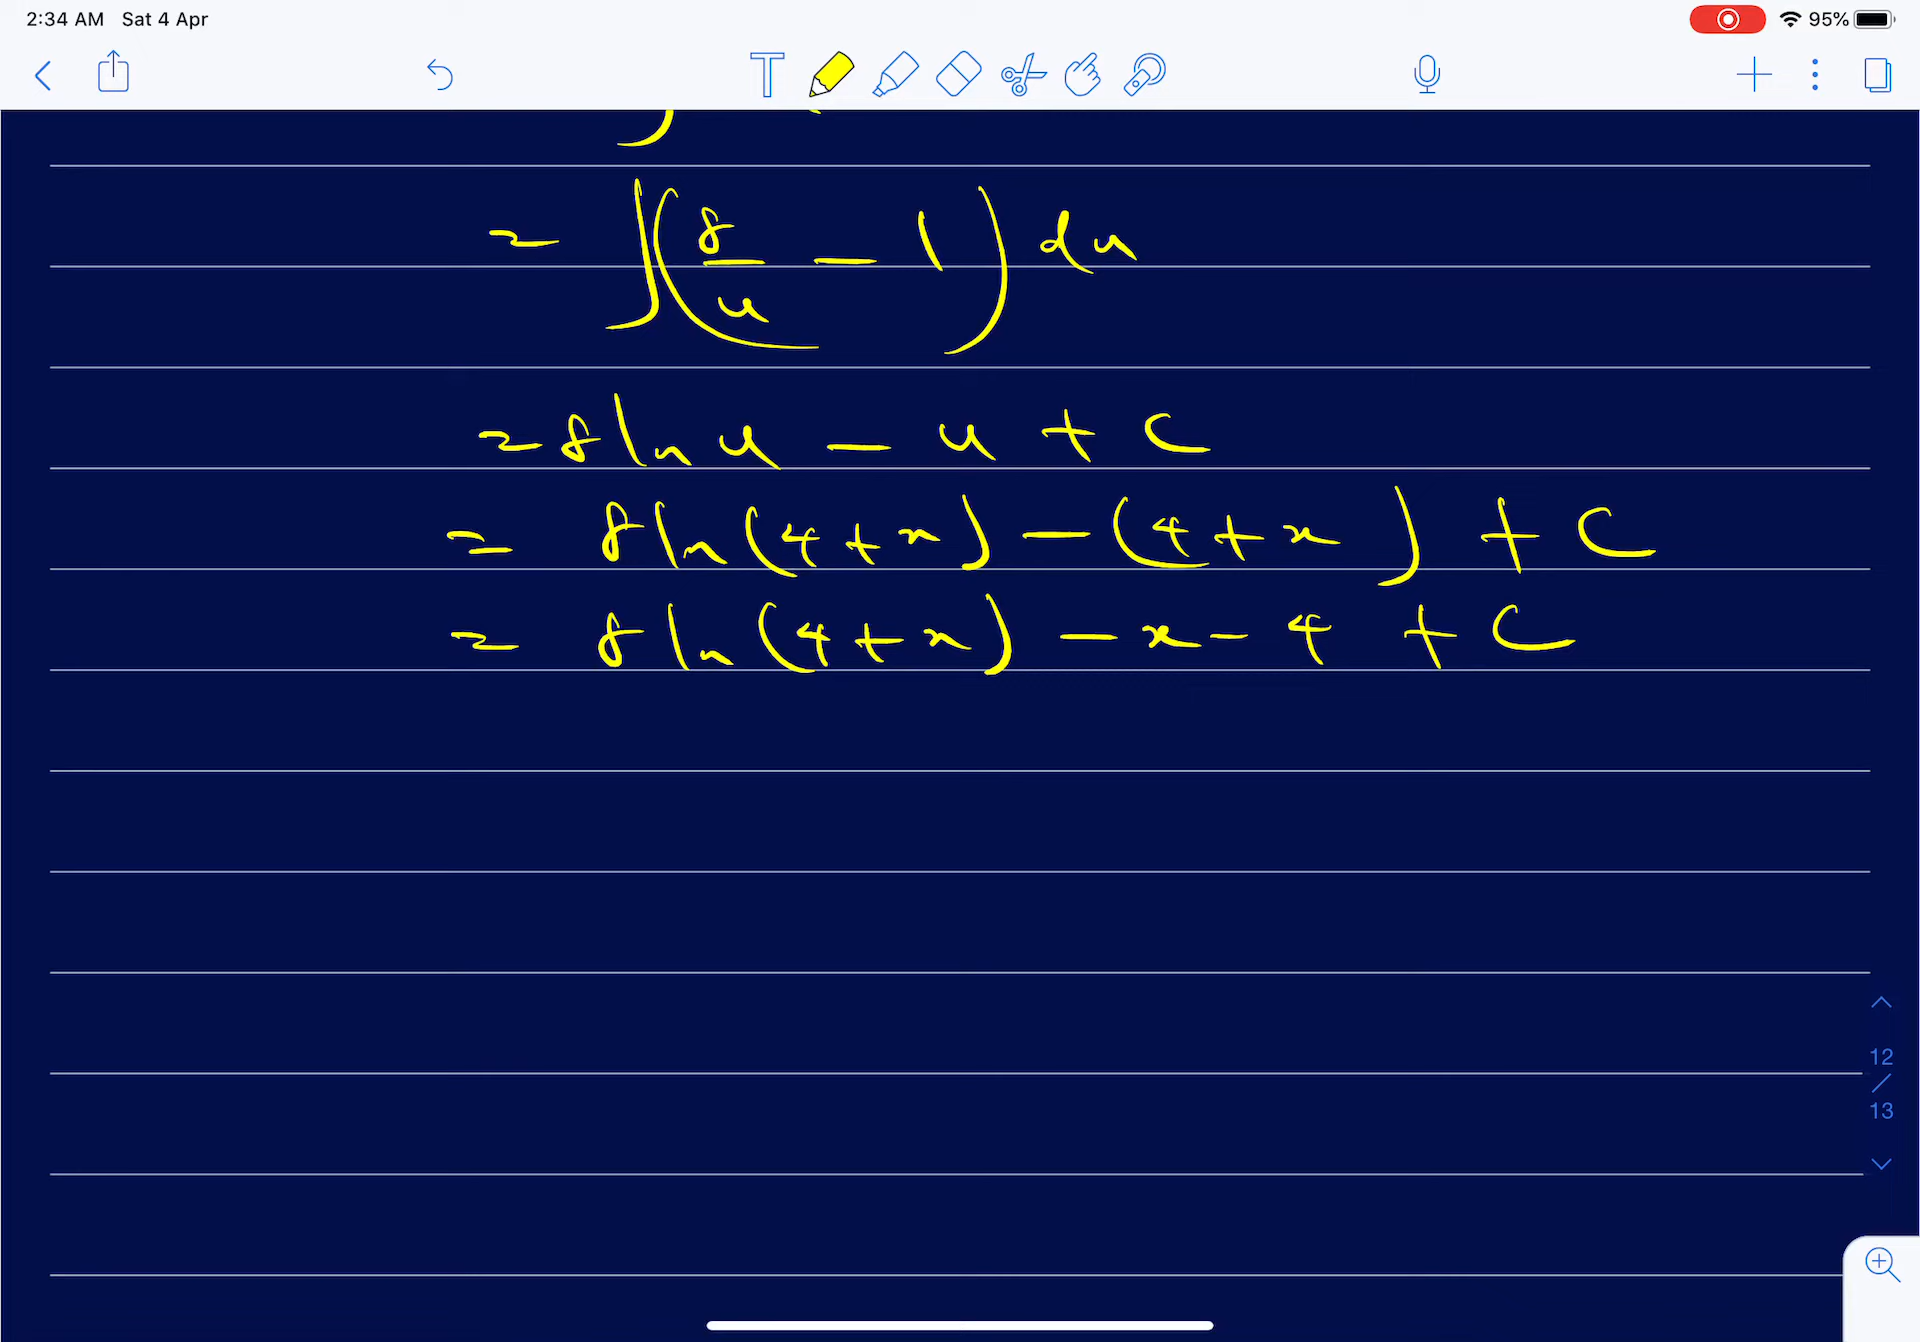 2:34 AM Sat 4 Apr 95%
T
= ∫(8/u − 1) du
= 8 ln u − u + C
= 8 ln (4 + x) − (4 + x) + C
= 8 ln (4 + x) − x − 4 + C
12
/
13